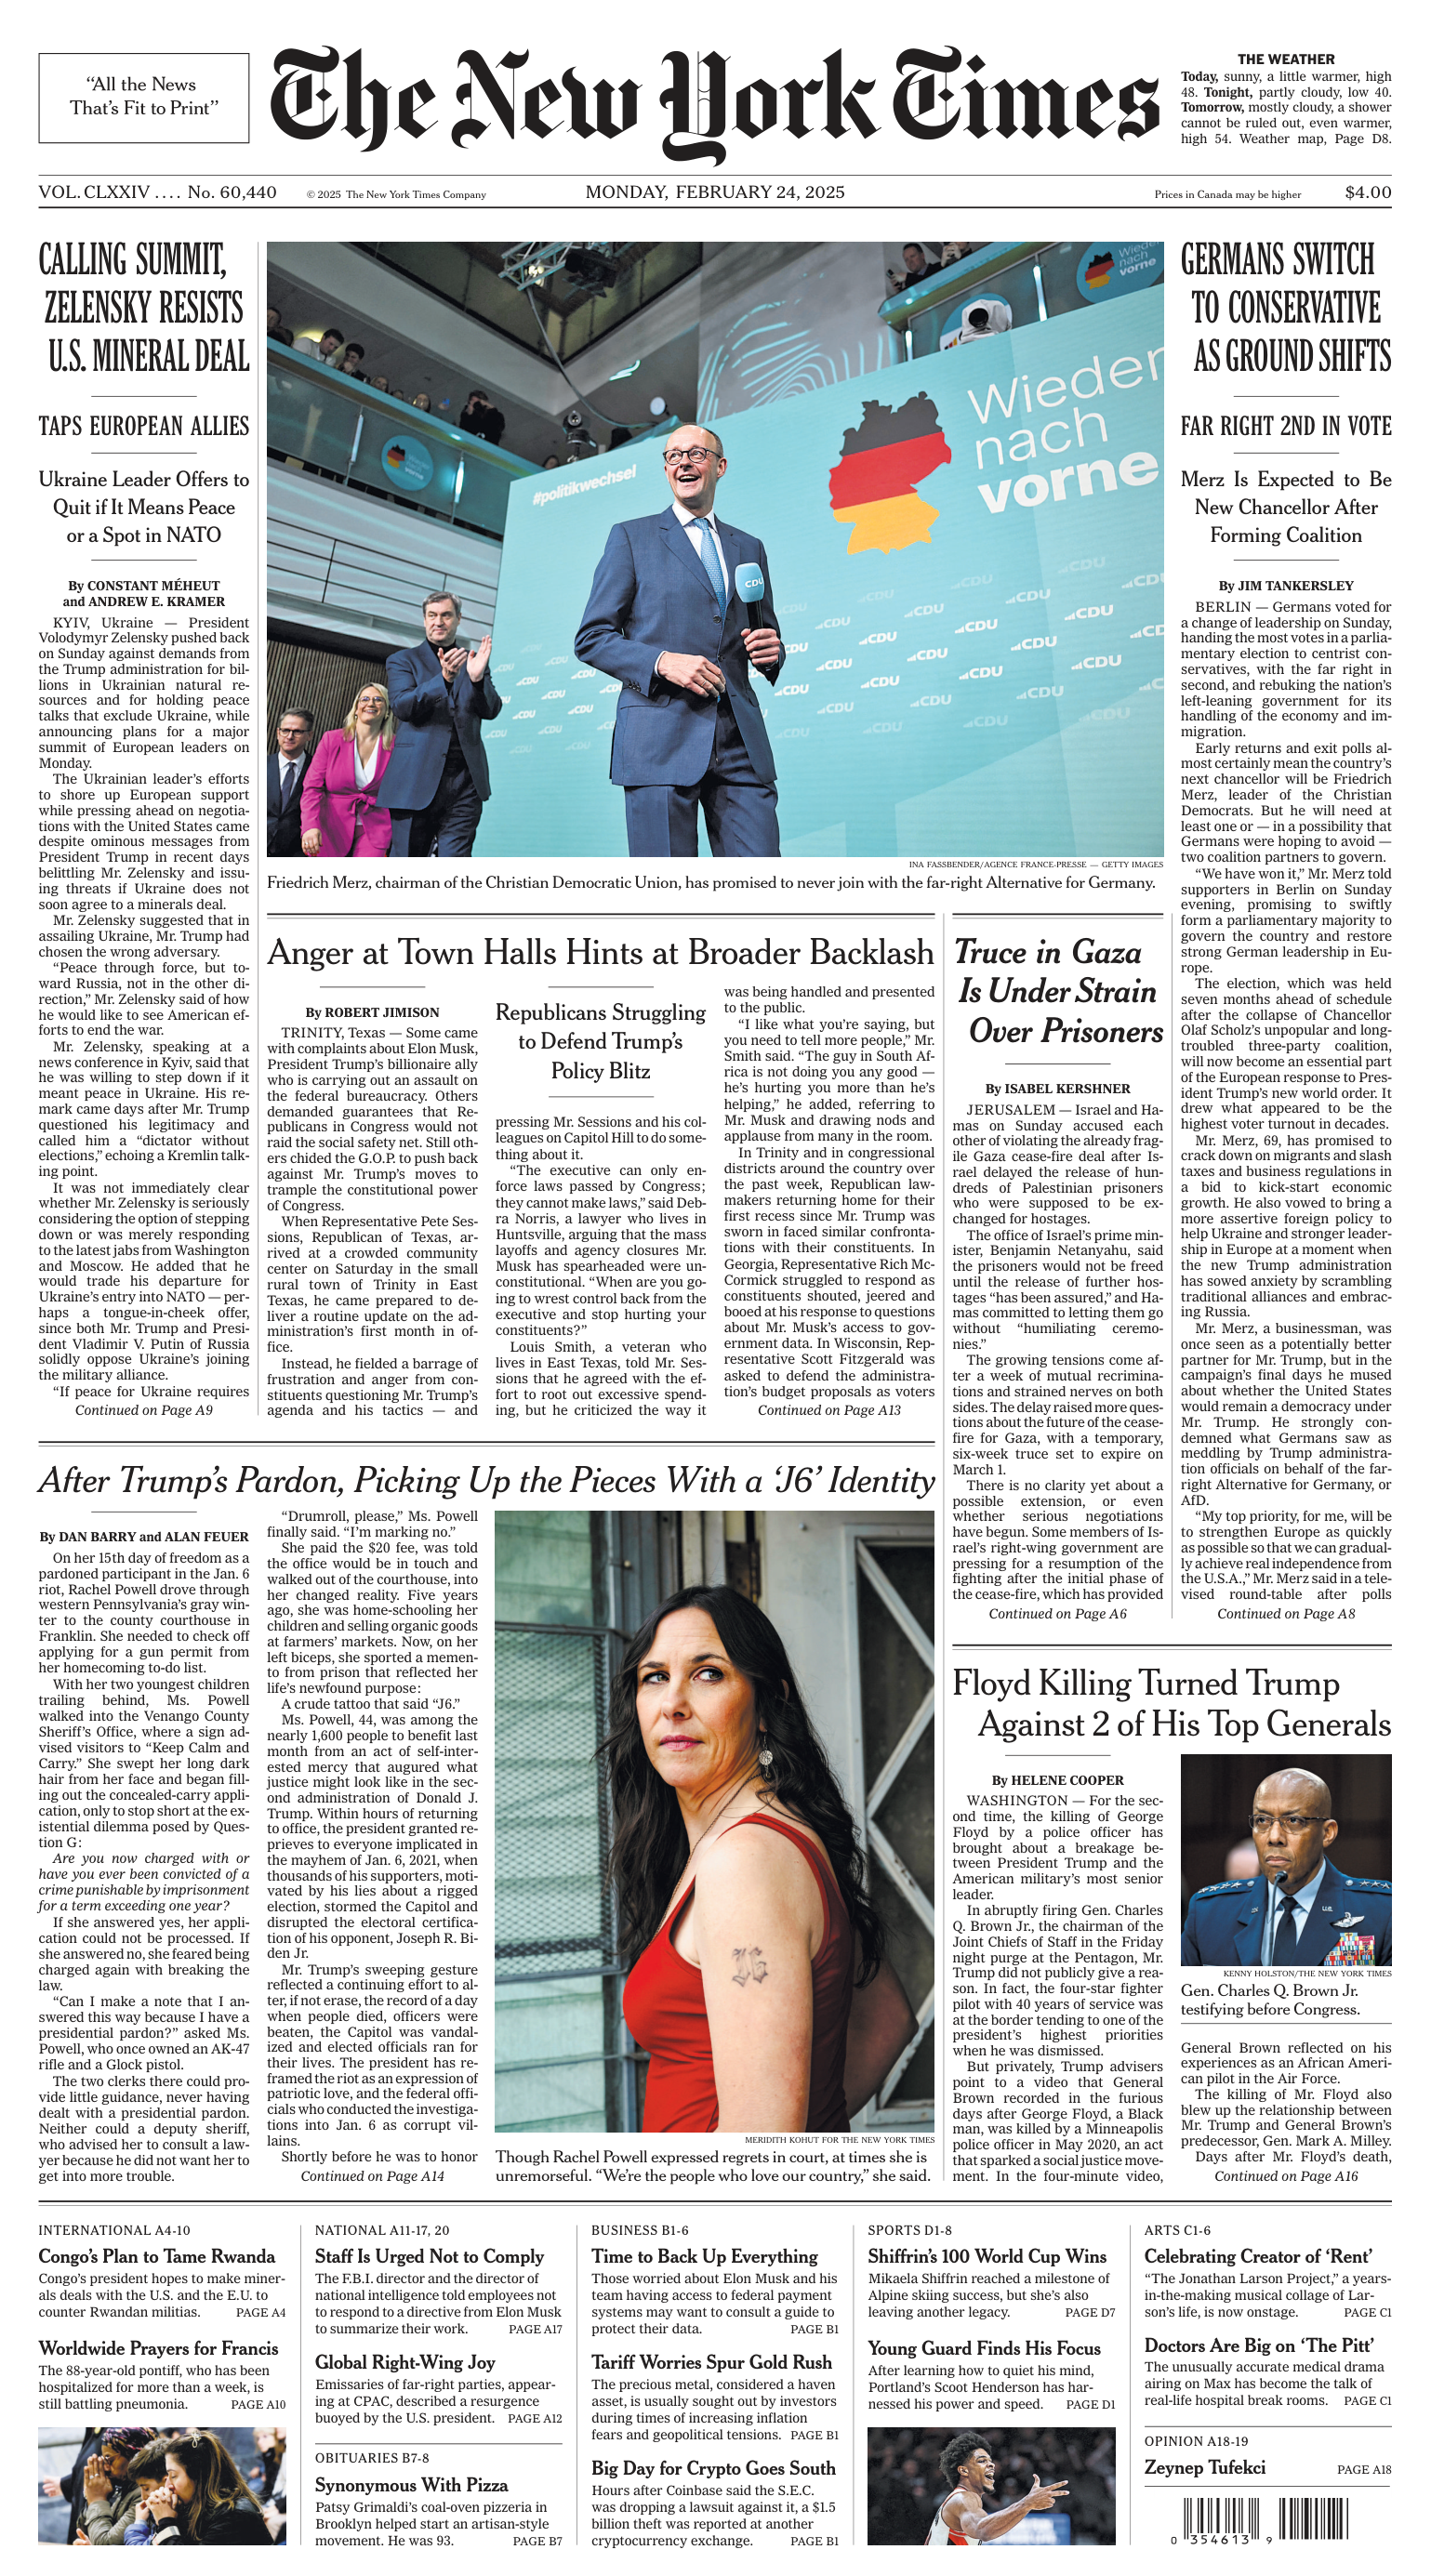 “All the News
That’s Fit to Print”
The New York Times
THE WEATHER
Today, sunny, a little warmer, high
48. Tonight, partly cloudy, low 40.
Tomorrow, mostly cloudy, a shower
cannot be ruled out, even warmer,
high 54. Weather map, Page D8.
VOL. CLXXIV .... No. 60,440
© 2025 The New York Times Company
MONDAY, FEBRUARY 24, 2025
Prices in Canada may be higher
$4.00
CALLING SUMMIT,
ZELENSKY RESISTS
U.S. MINERAL DEAL
TAPS EUROPEAN ALLIES
Ukraine Leader Offers to
Quit if It Means Peace
or a Spot in NATO
By CONSTANT MÉHEUT
and ANDREW E. KRAMER
KYIV, Ukraine — President
Volodymyr Zelensky pushed back
on Sunday against demands from
the Trump administration for bil-
lions in Ukrainian natural re-
sources and for holding peace
talks that exclude Ukraine, while
announcing plans for a major
summit of European leaders on
Monday.
The Ukrainian leader’s efforts
to shore up European support
while pressing ahead on negotia-
tions with the United States came
despite ominous messages from
President Trump in recent days
belittling Mr. Zelensky and issu-
ing threats if Ukraine does not
soon agree to a minerals deal.
Mr. Zelensky suggested that in
assailing Ukraine, Mr. Trump had
chosen the wrong adversary.
“Peace through force, but to-
ward Russia, not in the other di-
rection,” Mr. Zelensky said of how
he would like to see American ef-
forts to end the war.
Mr. Zelensky, speaking at a
news conference in Kyiv, said that
he was willing to step down if it
meant peace in Ukraine. His re-
mark came days after Mr. Trump
questioned his legitimacy and
called him a “dictator without
elections,” echoing a Kremlin talk-
ing point.
It was not immediately clear
whether Mr. Zelensky is seriously
considering the option of stepping
down or was merely responding
to the latest jabs from Washington
and Moscow. He added that he
would trade his departure for
Ukraine’s entry into NATO — per-
haps a tongue-in-cheek offer,
since both Mr. Trump and Presi-
dent Vladimir V. Putin of Russia
solidly oppose Ukraine’s joining
the military alliance.
“If peace for Ukraine requires
Continued on Page A9
Wieder
nach
vorne
Wieder
nach
vorne
#politikwechsel
CDU
CDU
CDU
CDU
CDU
CDU
CDU
CDU
CDU
CDU
CDU
INA FASSBENDER/AGENCE FRANCE-PRESSE — GETTY IMAGES
Friedrich Merz, chairman of the Christian Democratic Union, has promised to never join with the far-right Alternative for Germany.
GERMANS SWITCH
TO CONSERVATIVE
AS GROUND SHIFTS
FAR RIGHT 2ND IN VOTE
Merz Is Expected to Be
New Chancellor After
Forming Coalition
By JIM TANKERSLEY
BERLIN — Germans voted for
a change of leadership on Sunday,
handing the most votes in a parlia-
mentary election to centrist con-
servatives, with the far right in
second, and rebuking the nation’s
left-leaning government for its
handling of the economy and im-
migration.
Early returns and exit polls al-
most certainly mean the country’s
next chancellor will be Friedrich
Merz, leader of the Christian
Democrats. But he will need at
least one or — in a possibility that
Germans were hoping to avoid —
two coalition partners to govern.
“We have won it,” Mr. Merz told
supporters in Berlin on Sunday
evening, promising to swiftly
form a parliamentary majority to
govern the country and restore
strong German leadership in Eu-
rope.
The election, which was held
seven months ahead of schedule
after the collapse of Chancellor
Olaf Scholz’s unpopular and long-
troubled three-party coalition,
will now become an essential part
of the European response to Pres-
ident Trump’s new world order. It
drew what appeared to be the
highest voter turnout in decades.
Mr. Merz, 69, has promised to
crack down on migrants and slash
taxes and business regulations in
a bid to kick-start economic
growth. He also vowed to bring a
more assertive foreign policy to
help Ukraine and stronger leader-
ship in Europe at a moment when
the new Trump administration
has sowed anxiety by scrambling
traditional alliances and embrac-
ing Russia.
Mr. Merz, a businessman, was
once seen as a potentially better
partner for Mr. Trump, but in the
campaign’s final days he mused
about whether the United States
would remain a democracy under
Mr. Trump. He strongly con-
demned what Germans saw as
meddling by Trump administra-
tion officials on behalf of the far-
right Alternative for Germany, or
AfD.
“My top priority, for me, will be
to strengthen Europe as quickly
as possible so that we can gradual-
ly achieve real independence from
the U.S.A.,” Mr. Merz said in a tele-
vised round-table after polls
Continued on Page A8
Anger at Town Halls Hints at Broader Backlash
By ROBERT JIMISON
TRINITY, Texas — Some came
with complaints about Elon Musk,
President Trump’s billionaire ally
who is carrying out an assault on
the federal bureaucracy. Others
demanded guarantees that Re-
publicans in Congress would not
raid the social safety net. Still oth-
ers chided the G.O.P. to push back
against Mr. Trump’s moves to
trample the constitutional power
of Congress.
When Representative Pete Ses-
sions, Republican of Texas, ar-
rived at a crowded community
center on Saturday in the small
rural town of Trinity in East
Texas, he came prepared to de-
liver a routine update on the ad-
ministration’s first month in of-
fice.
Instead, he fielded a barrage of
frustration and anger from con-
stituents questioning Mr. Trump’s
agenda and his tactics — and
Republicans Struggling
to Defend Trump’s
Policy Blitz
pressing Mr. Sessions and his col-
leagues on Capitol Hill to do some-
thing about it.
“The executive can only en-
force laws passed by Congress;
they cannot make laws,” said Deb-
ra Norris, a lawyer who lives in
Huntsville, arguing that the mass
layoffs and agency closures Mr.
Musk has spearheaded were un-
constitutional. “When are you go-
ing to wrest control back from the
executive and stop hurting your
constituents?”
Louis Smith, a veteran who
lives in East Texas, told Mr. Ses-
sions that he agreed with the ef-
fort to root out excessive spend-
ing, but he criticized the way it
was being handled and presented
to the public.
“I like what you’re saying, but
you need to tell more people,” Mr.
Smith said. “The guy in South Af-
rica is not doing you any good —
he’s hurting you more than he’s
helping,” he added, referring to
Mr. Musk and drawing nods and
applause from many in the room.
In Trinity and in congressional
districts around the country over
the past week, Republican law-
makers returning home for their
first recess since Mr. Trump was
sworn in faced similar confronta-
tions with their constituents. In
Georgia, Representative Rich Mc-
Cormick struggled to respond as
constituents shouted, jeered and
booed at his response to questions
about Mr. Musk’s access to gov-
ernment data. In Wisconsin, Rep-
resentative Scott Fitzgerald was
asked to defend the administra-
tion’s budget proposals as voters
Continued on Page A13
Truce in Gaza
Is Under Strain
Over Prisoners
By ISABEL KERSHNER
JERUSALEM — Israel and Ha-
mas on Sunday accused each
other of violating the already frag-
ile Gaza cease-fire deal after Is-
rael delayed the release of hun-
dreds of Palestinian prisoners
who were supposed to be ex-
changed for hostages.
The office of Israel’s prime min-
ister, Benjamin Netanyahu, said
the prisoners would not be freed
until the release of further hos-
tages “has been assured,” and Ha-
mas committed to letting them go
without “humiliating ceremo-
nies.”
The growing tensions come af-
ter a week of mutual recrimina-
tions and strained nerves on both
sides. The delay raised more ques-
tions about the future of the cease-
fire for Gaza, with a temporary,
six-week truce set to expire on
March 1.
There is no clarity yet about a
possible extension, or even
whether serious negotiations
have begun. Some members of Is-
rael’s right-wing government are
pressing for a resumption of the
fighting after the initial phase of
the cease-fire, which has provided
Continued on Page A6
After Trump’s Pardon, Picking Up the Pieces With a ‘J6’ Identity
By DAN BARRY and ALAN FEUER
On her 15th day of freedom as a
pardoned participant in the Jan. 6
riot, Rachel Powell drove through
western Pennsylvania’s gray win-
ter to the county courthouse in
Franklin. She needed to check off
applying for a gun permit from
her homecoming to-do list.
With her two youngest children
trailing behind, Ms. Powell
walked into the Venango County
Sheriff’s Office, where a sign ad-
vised visitors to “Keep Calm and
Carry.” She swept her long dark
hair from her face and began fill-
ing out the concealed-carry appli-
cation, only to stop short at the ex-
istential dilemma posed by Ques-
tion G:
Are you now charged with or
have you ever been convicted of a
crime punishable by imprisonment
for a term exceeding one year?
If she answered yes, her appli-
cation could not be processed. If
she answered no, she feared being
charged again with breaking the
law.
“Can I make a note that I an-
swered this way because I have a
presidential pardon?” asked Ms.
Powell, who once owned an AK-47
rifle and a Glock pistol.
The two clerks there could pro-
vide little guidance, never having
dealt with a presidential pardon.
Neither could a deputy sheriff,
who advised her to consult a law-
yer because he did not want her to
get into more trouble.
“Drumroll, please,” Ms. Powell
finally said. “I’m marking no.”
She paid the $20 fee, was told
the office would be in touch and
walked out of the courthouse, into
her changed reality. Five years
ago, she was home-schooling her
children and selling organic goods
at farmers’ markets. Now, on her
left biceps, she sported a memen-
to from prison that reflected her
life’s newfound purpose:
A crude tattoo that said “J6.”
Ms. Powell, 44, was among the
nearly 1,600 people to benefit last
month from an act of self-inter-
ested mercy that augured what
justice might look like in the sec-
ond administration of Donald J.
Trump. Within hours of returning
to office, the president granted re-
prieves to everyone implicated in
the mayhem of Jan. 6, 2021, when
thousands of his supporters, moti-
vated by his lies about a rigged
election, stormed the Capitol and
disrupted the electoral certifica-
tion of his opponent, Joseph R. Bi-
den Jr.
Mr. Trump’s sweeping gesture
reflected a continuing effort to al-
ter, if not erase, the record of a day
when people died, officers were
beaten, the Capitol was vandal-
ized and elected officials ran for
their lives. The president has re-
framed the riot as an expression of
patriotic love, and the federal offi-
cials who conducted the investiga-
tions into Jan. 6 as corrupt vil-
lains.
Shortly before he was to honor
Continued on Page A14
J6
MERIDITH KOHUT FOR THE NEW YORK TIMES
Though Rachel Powell expressed regrets in court, at times she is
unremorseful. “We’re the people who love our country,” she said.
Floyd Killing Turned Trump
Against 2 of His Top Generals
By HELENE COOPER
WASHINGTON — For the sec-
ond time, the killing of George
Floyd by a police officer has
brought about a breakage be-
tween President Trump and the
American military’s most senior
leader.
In abruptly firing Gen. Charles
Q. Brown Jr., the chairman of the
Joint Chiefs of Staff in the Friday
night purge at the Pentagon, Mr.
Trump did not publicly give a rea-
son. In fact, the four-star fighter
pilot with 40 years of service was
at the border tending to one of the
president’s highest priorities
when he was dismissed.
But privately, Trump advisers
point to a video that General
Brown recorded in the furious
days after George Floyd, a Black
man, was killed by a Minneapolis
police officer in May 2020, an act
that sparked a social justice move-
ment. In the four-minute video,
U.S.
KENNY HOLSTON/THE NEW YORK TIMES
Gen. Charles Q. Brown Jr.
testifying before Congress.
General Brown reflected on his
experiences as an African Ameri-
can pilot in the Air Force.
The killing of Mr. Floyd also
blew up the relationship between
Mr. Trump and General Brown’s
predecessor, Gen. Mark A. Milley.
Days after Mr. Floyd’s death,
Continued on Page A16
INTERNATIONAL A4-10
Congo’s Plan to Tame Rwanda
Congo’s president hopes to make miner-
als deals with the U.S. and the E.U. to
counter Rwandan militias. PAGE A4
Worldwide Prayers for Francis
The 88-year-old pontiff, who has been
hospitalized for more than a week, is
still battling pneumonia. PAGE A10
NATIONAL A11-17, 20
Staff Is Urged Not to Comply
The F.B.I. director and the director of
national intelligence told employees not
to respond to a directive from Elon Musk
to summarize their work. PAGE A17
Global Right-Wing Joy
Emissaries of far-right parties, appear-
ing at CPAC, described a resurgence
buoyed by the U.S. president. PAGE A12
OBITUARIES B7-8
Synonymous With Pizza
Patsy Grimaldi’s coal-oven pizzeria in
Brooklyn helped start an artisan-style
movement. He was 93. PAGE B7
BUSINESS B1-6
Time to Back Up Everything
Those worried about Elon Musk and his
team having access to federal payment
systems may want to consult a guide to
protect their data. PAGE B1
Tariff Worries Spur Gold Rush
The precious metal, considered a haven
asset, is usually sought out by investors
during times of increasing inflation
fears and geopolitical tensions. PAGE B1
Big Day for Crypto Goes South
Hours after Coinbase said the S.E.C.
was dropping a lawsuit against it, a $1.5
billion theft was reported at another
cryptocurrency exchange. PAGE B1
SPORTS D1-8
Shiffrin’s 100 World Cup Wins
Mikaela Shiffrin reached a milestone of
Alpine skiing success, but she’s also
leaving another legacy. PAGE D7
Young Guard Finds His Focus
After learning how to quiet his mind,
Portland’s Scoot Henderson has har-
nessed his power and speed. PAGE D1
ARTS C1-6
Celebrating Creator of ‘Rent’
“The Jonathan Larson Project,” a years-
in-the-making musical collage of Lar-
son’s life, is now onstage. PAGE C1
Doctors Are Big on ‘The Pitt’
The unusually accurate medical drama
airing on Max has become the talk of
real-life hospital break rooms. PAGE C1
OPINION A18-19
Zeynep Tufekci PAGE A18
0 354613 9